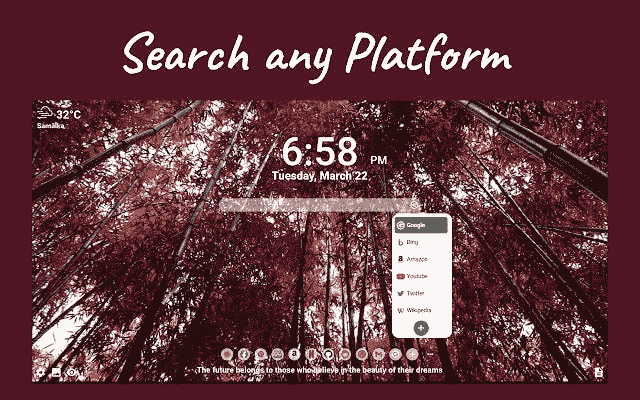 Search any Platform
32°C
Samalka
6:58 PM
Tuesday, March 22
Google
Bing
Amazon
Youtube
Twitter
Wikipedia
The future belongs to those who believe in the beauty of their dreams